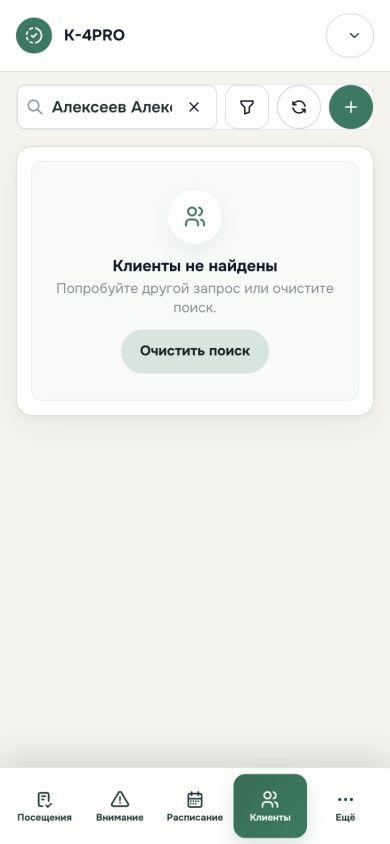 K-4PRO
Алексеев Алек
Клиенты не найдены
Попробуйте другой запрос или очистите
поиск.
Очистить поиск
Посещения
Внимание
Расписание
Клиенты
Ещё